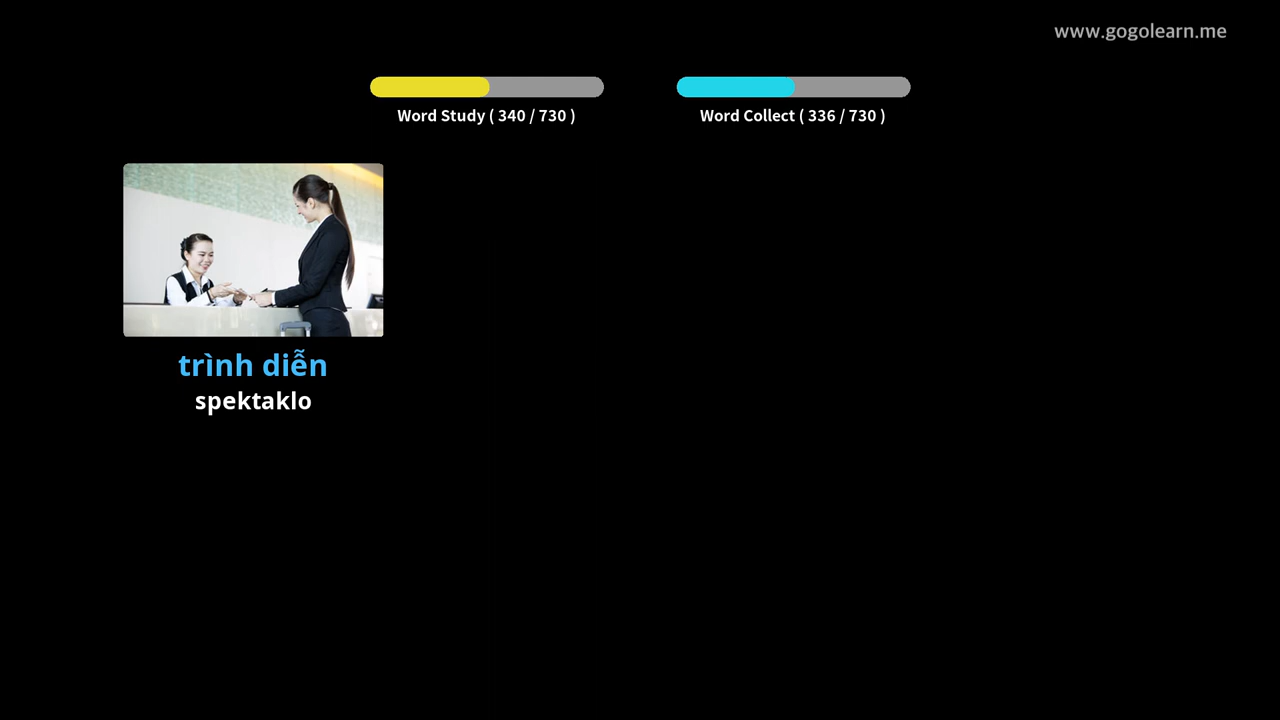 www.gogolearn.me
Word Study ( 340 / 730 )
Word Collect ( 336 / 730 )
trình diễn
spektaklo